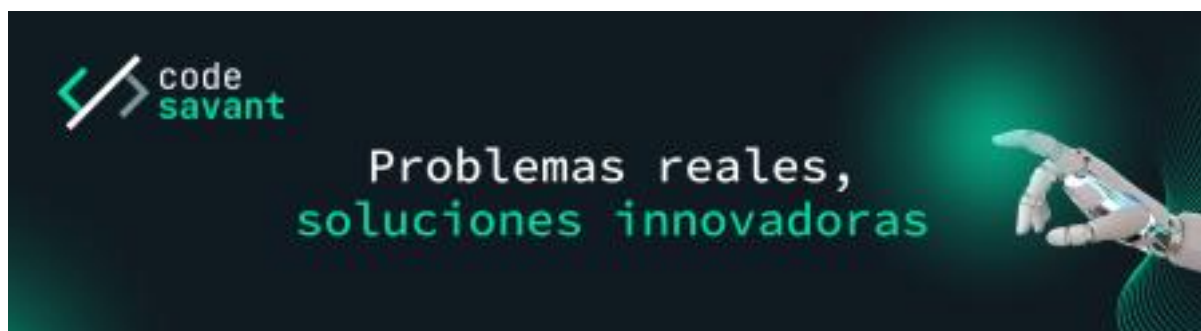 code
savant
Problemas reales,
soluciones innovadoras